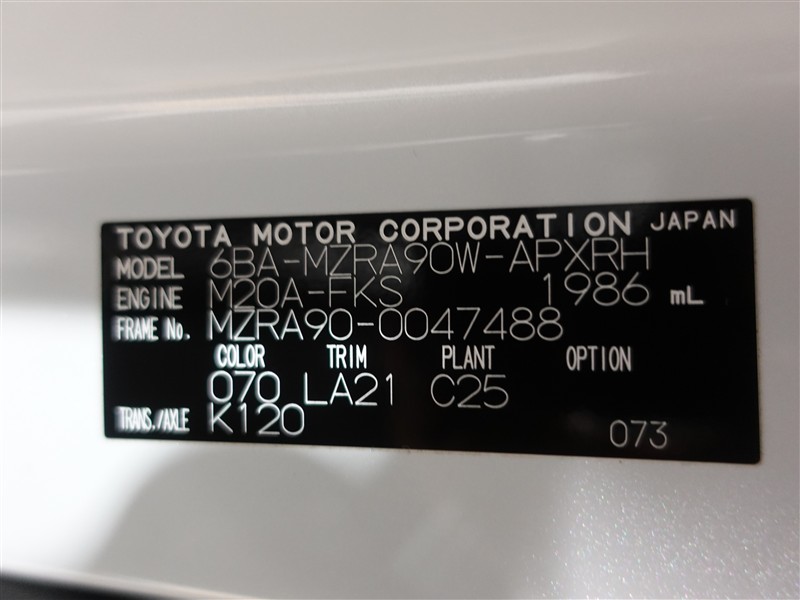 TOYOTA MOTOR CORPORATION JAPAN
MODEL 6BA-MZRA90W-APXRH
ENGINE M20A-FKS 1986 mL
FRAME No. MZRA90-0047488
COLOR TRIM PLANT OPTION
070 LA21 C25
TRANS./AXLE K120 073